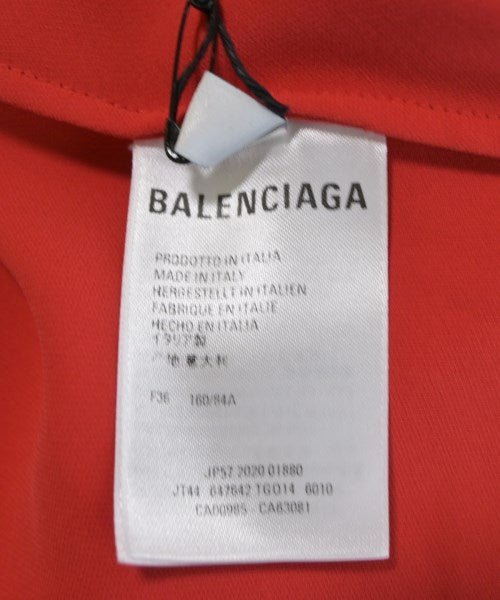 BALENCIAGA
PRODOTTO IN ITALIA
MADE IN ITALY
HERGESTELLT IN ITALIEN
FABRIQUE EN ITALIE
HECHO EN ITALIA
イタリア製
产地 意大利
F36 160/84A
JP57 2020 01880
JT44 647642 TGO14 6010
CA00985 - CA63081